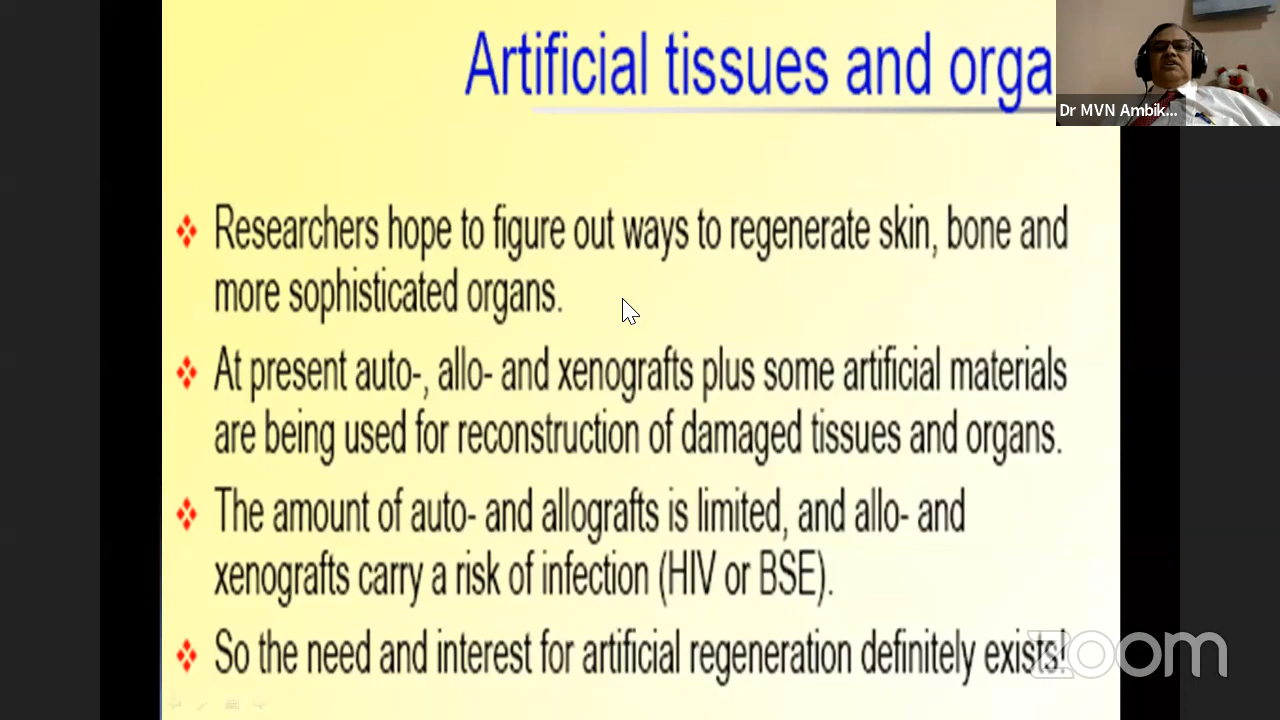 Artificial tissues and orga
Dr MVN Ambik...
Researchers hope to figure out ways to regenerate skin, bone and
more sophisticated organs.
At present auto-, allo- and xenografts plus some artificial materials
are being used for reconstruction of damaged tissues and organs.
The amount of auto- and allografts is limited, and allo- and
xenografts carry a risk of infection (HIV or BSE).
So the need and interest for artificial regeneration definitely exists!
zoom